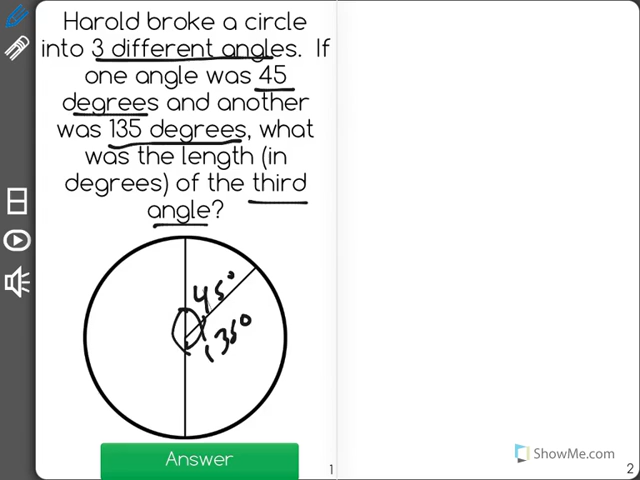 Harold broke a circle
into 3 different angles. If
one angle was 45
degrees and another
was 135 degrees, what
was the length (in
degrees) of the third
angle?
45°
135°
Answer
1
ShowMe.com
2